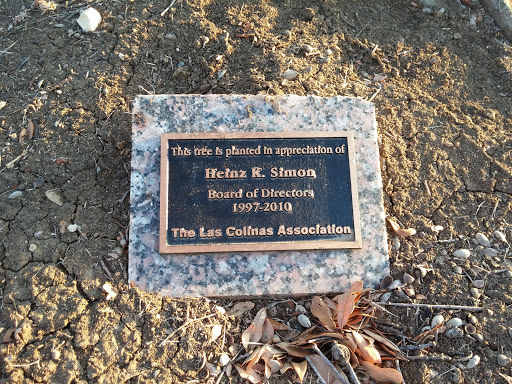 This tree is planted in appreciation of
Heinz K. Simon
Board of Directors
1997-2010
The Las Colinas Association